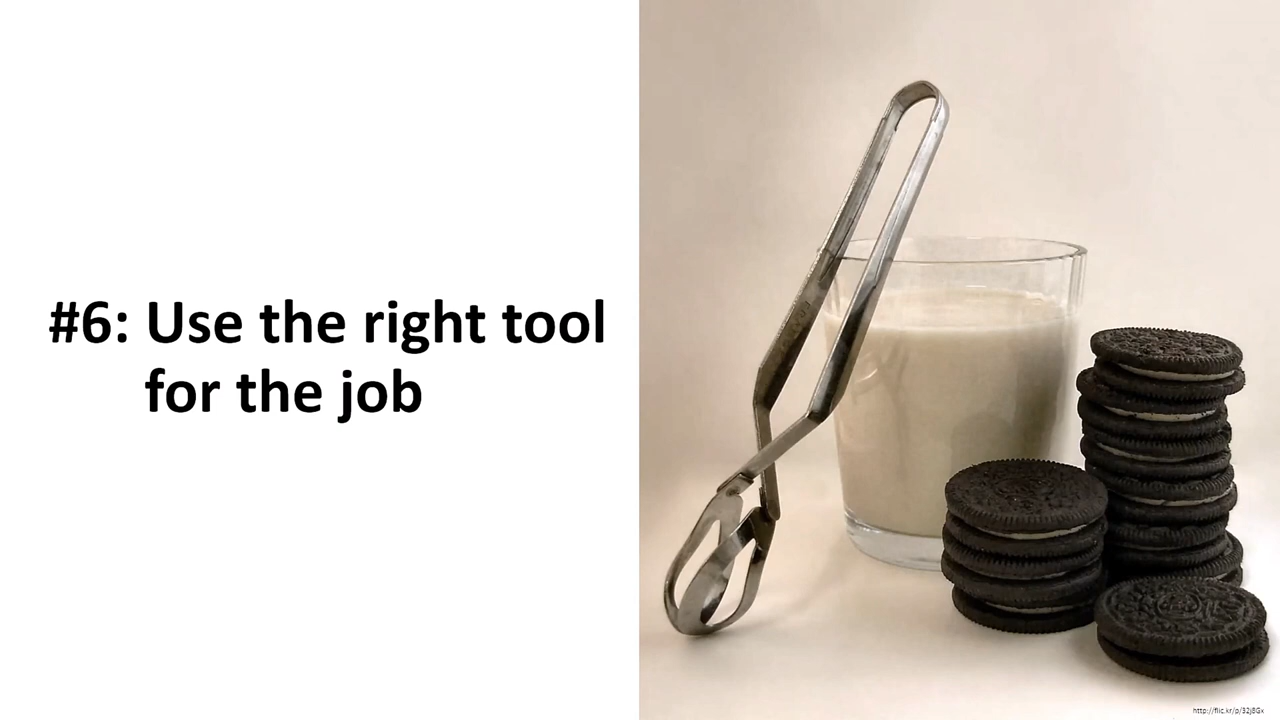 #6: Use the right tool
for the job
http://flic.kr/p/32j8Gx